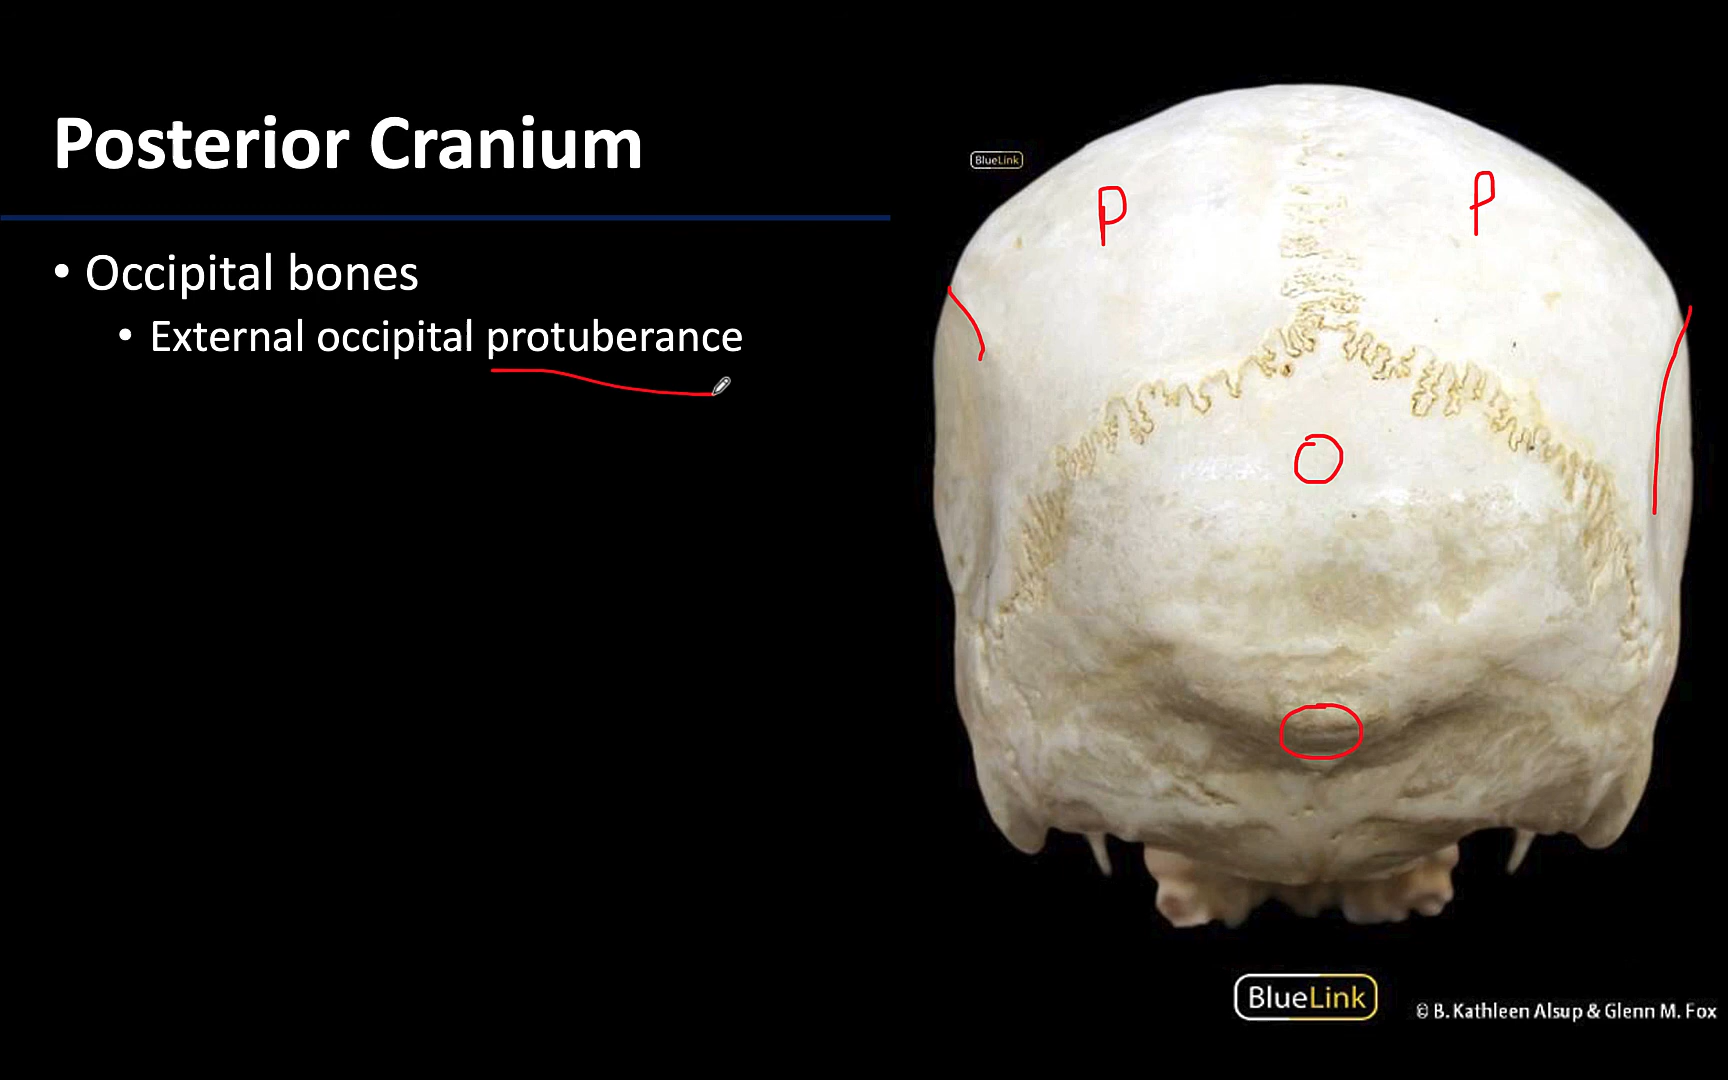 Posterior Cranium
• Occipital bones
• External occipital protuberance
BlueLink
P
P
O
BlueLink
© B. Kathleen Alsup & Glenn M. Fox